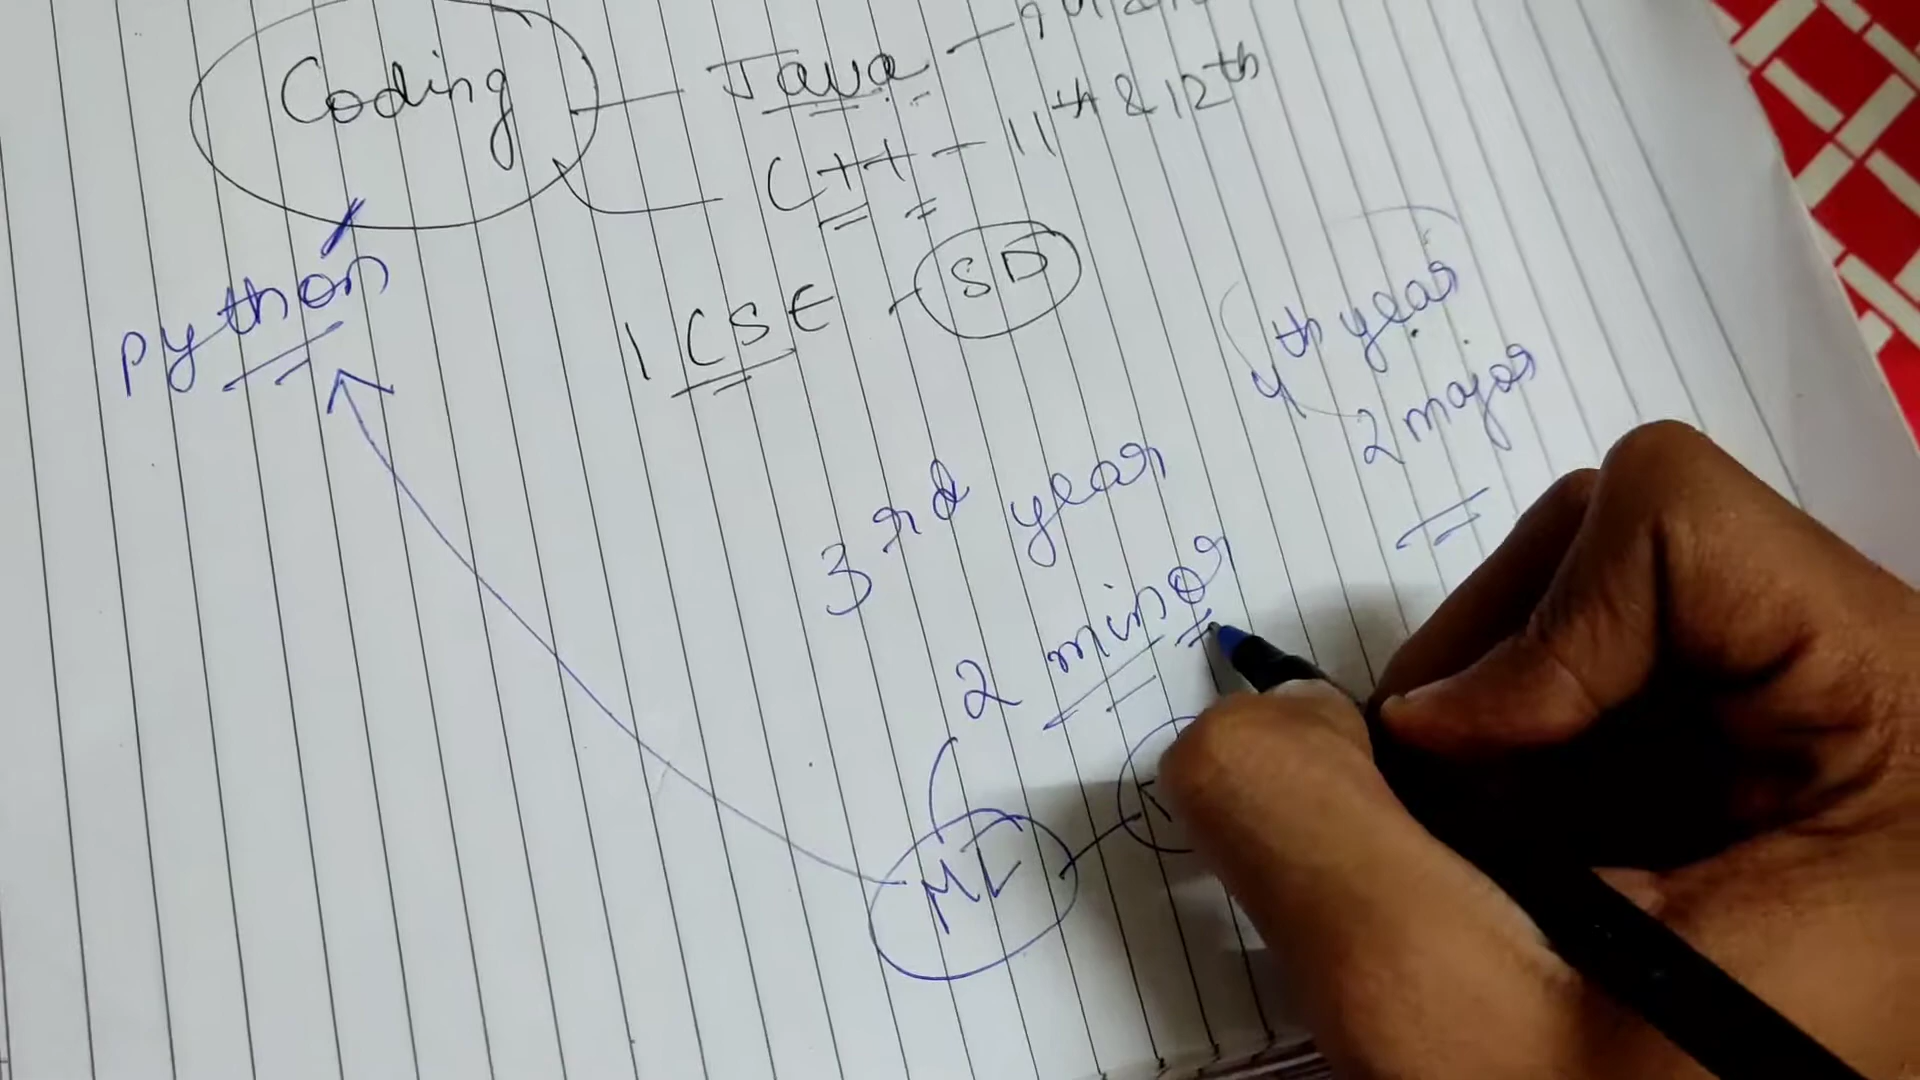 Coding
Java -
C++ - 11th & 12th
python
ICSE - SD
4th year
2 major
3rd year
2 minor
ML